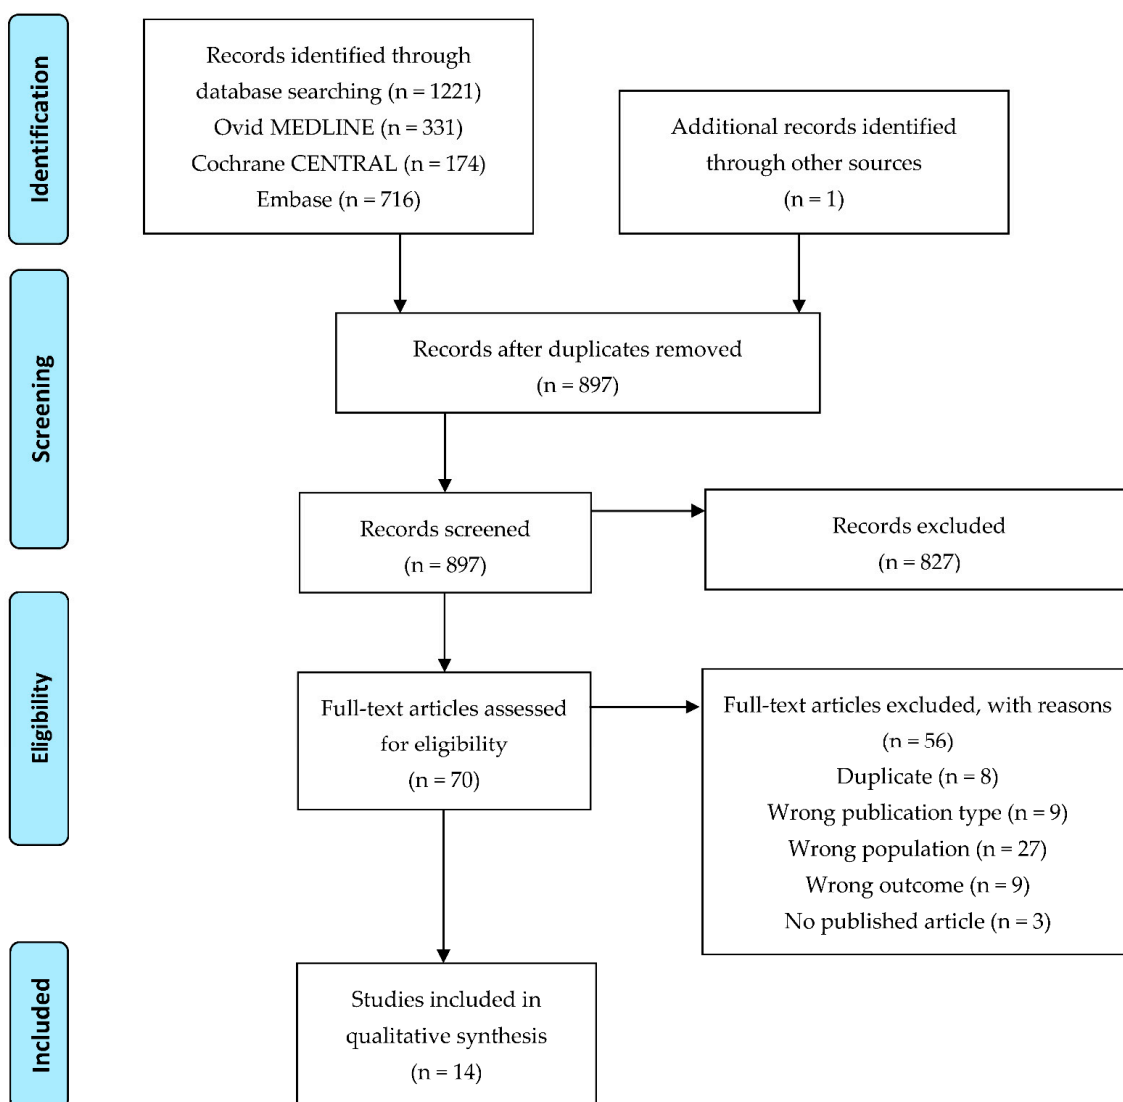 Identification
Records identified through
database searching (n = 1221)
Ovid MEDLINE (n = 331)
Cochrane CENTRAL (n = 174)
Embase (n = 716)
Additional records identified
through other sources
(n = 1)
Screening
Records after duplicates removed
(n = 897)
Records screened
(n = 897)
Records excluded
(n = 827)
Eligibility
Full-text articles assessed
for eligibility
(n = 70)
Full-text articles excluded, with reasons
(n = 56)
Duplicate (n = 8)
Wrong publication type (n = 9)
Wrong population (n = 27)
Wrong outcome (n = 9)
No published article (n = 3)
Included
Studies included in
qualitative synthesis
(n = 14)